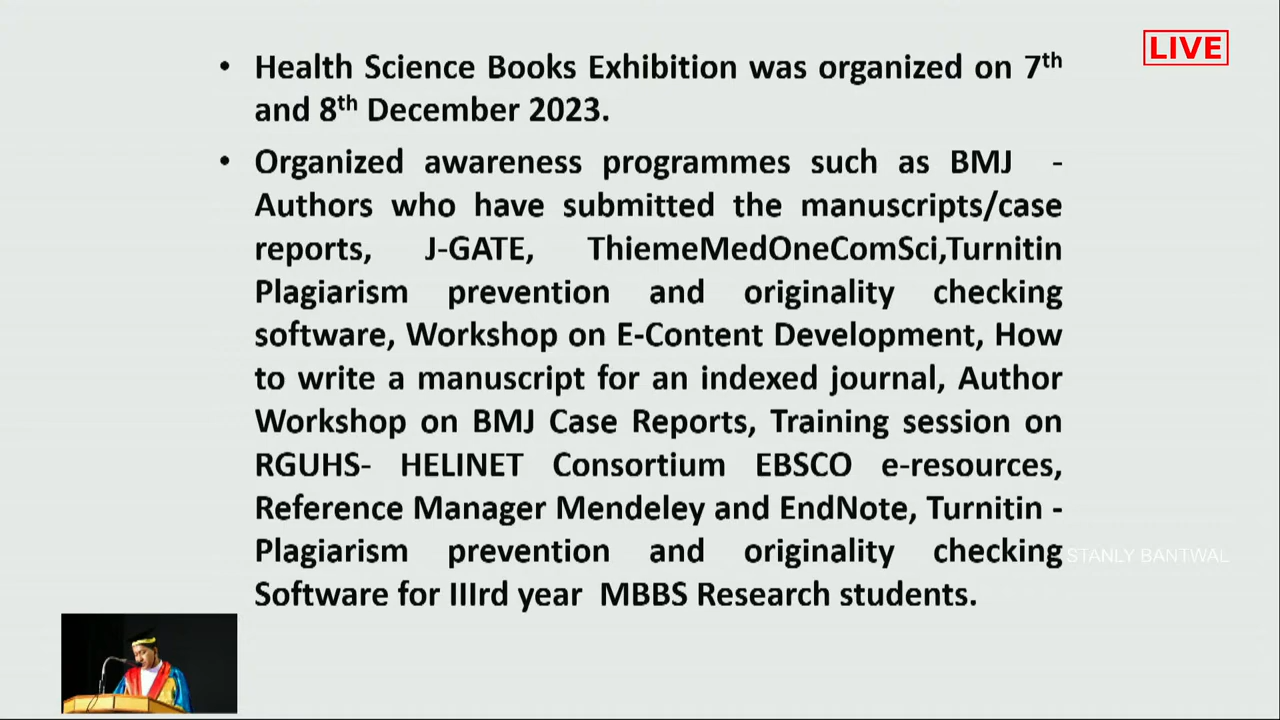 LIVE
• Health Science Books Exhibition was organized on 7th
and 8th December 2023.
• Organized awareness programmes such as BMJ -
Authors who have submitted the manuscripts/case
reports, J-GATE, ThiemeMedOneComSci,Turnitin
Plagiarism prevention and originality checking
software, Workshop on E-Content Development, How
to write a manuscript for an indexed journal, Author
Workshop on BMJ Case Reports, Training session on
RGUHS- HELINET Consortium EBSCO e-resources,
Reference Manager Mendeley and EndNote, Turnitin -
Plagiarism prevention and originality checking
Software for IIIrd year MBBS Research students.
STANLY BANTWAL